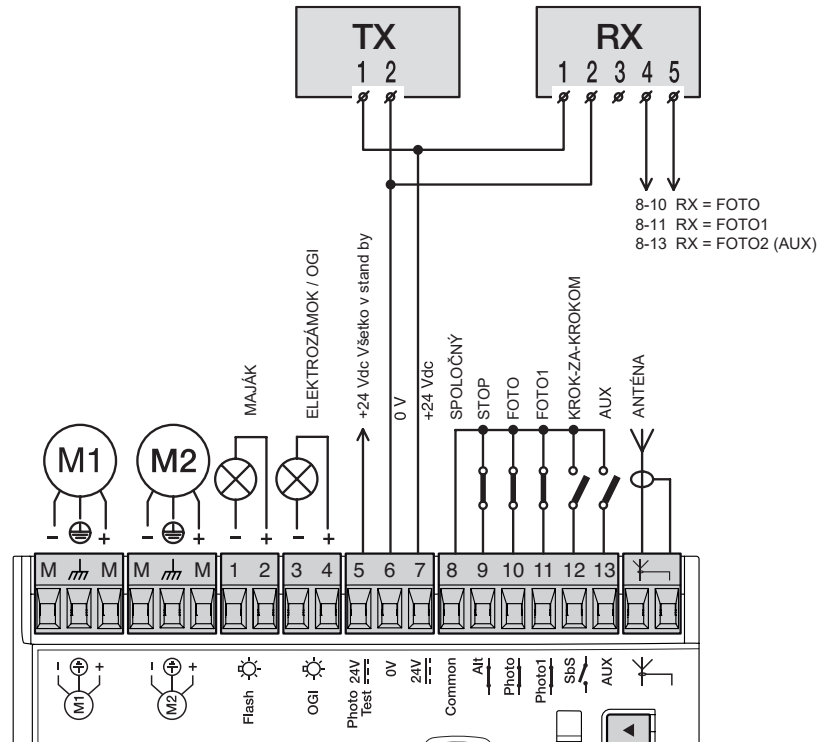 TX
1 2
RX
1 2 3 4 5
8-10 RX = FOTO
8-11 RX = FOTO1
8-13 RX = FOTO2 (AUX)
MAJÁK
ELEKTROZÁMOK / OGI
+24 Vdc Všetko v stand by
0 V
+24 Vdc
SPOLOČNÝ
STOP
FOTO
FOTO1
KROK-ZA-KROKOM
AUX
ANTÉNA
M1
M2
- +
- +
- +
- +
M M M M 1 2 3 4 5 6 7 8 9 10 11 12 13
- +
M1
- +
M2
Flash
OGI
Photo 24V
Test
0V
24V
Common
Alt
Photo
Photo1
SbS
AUX